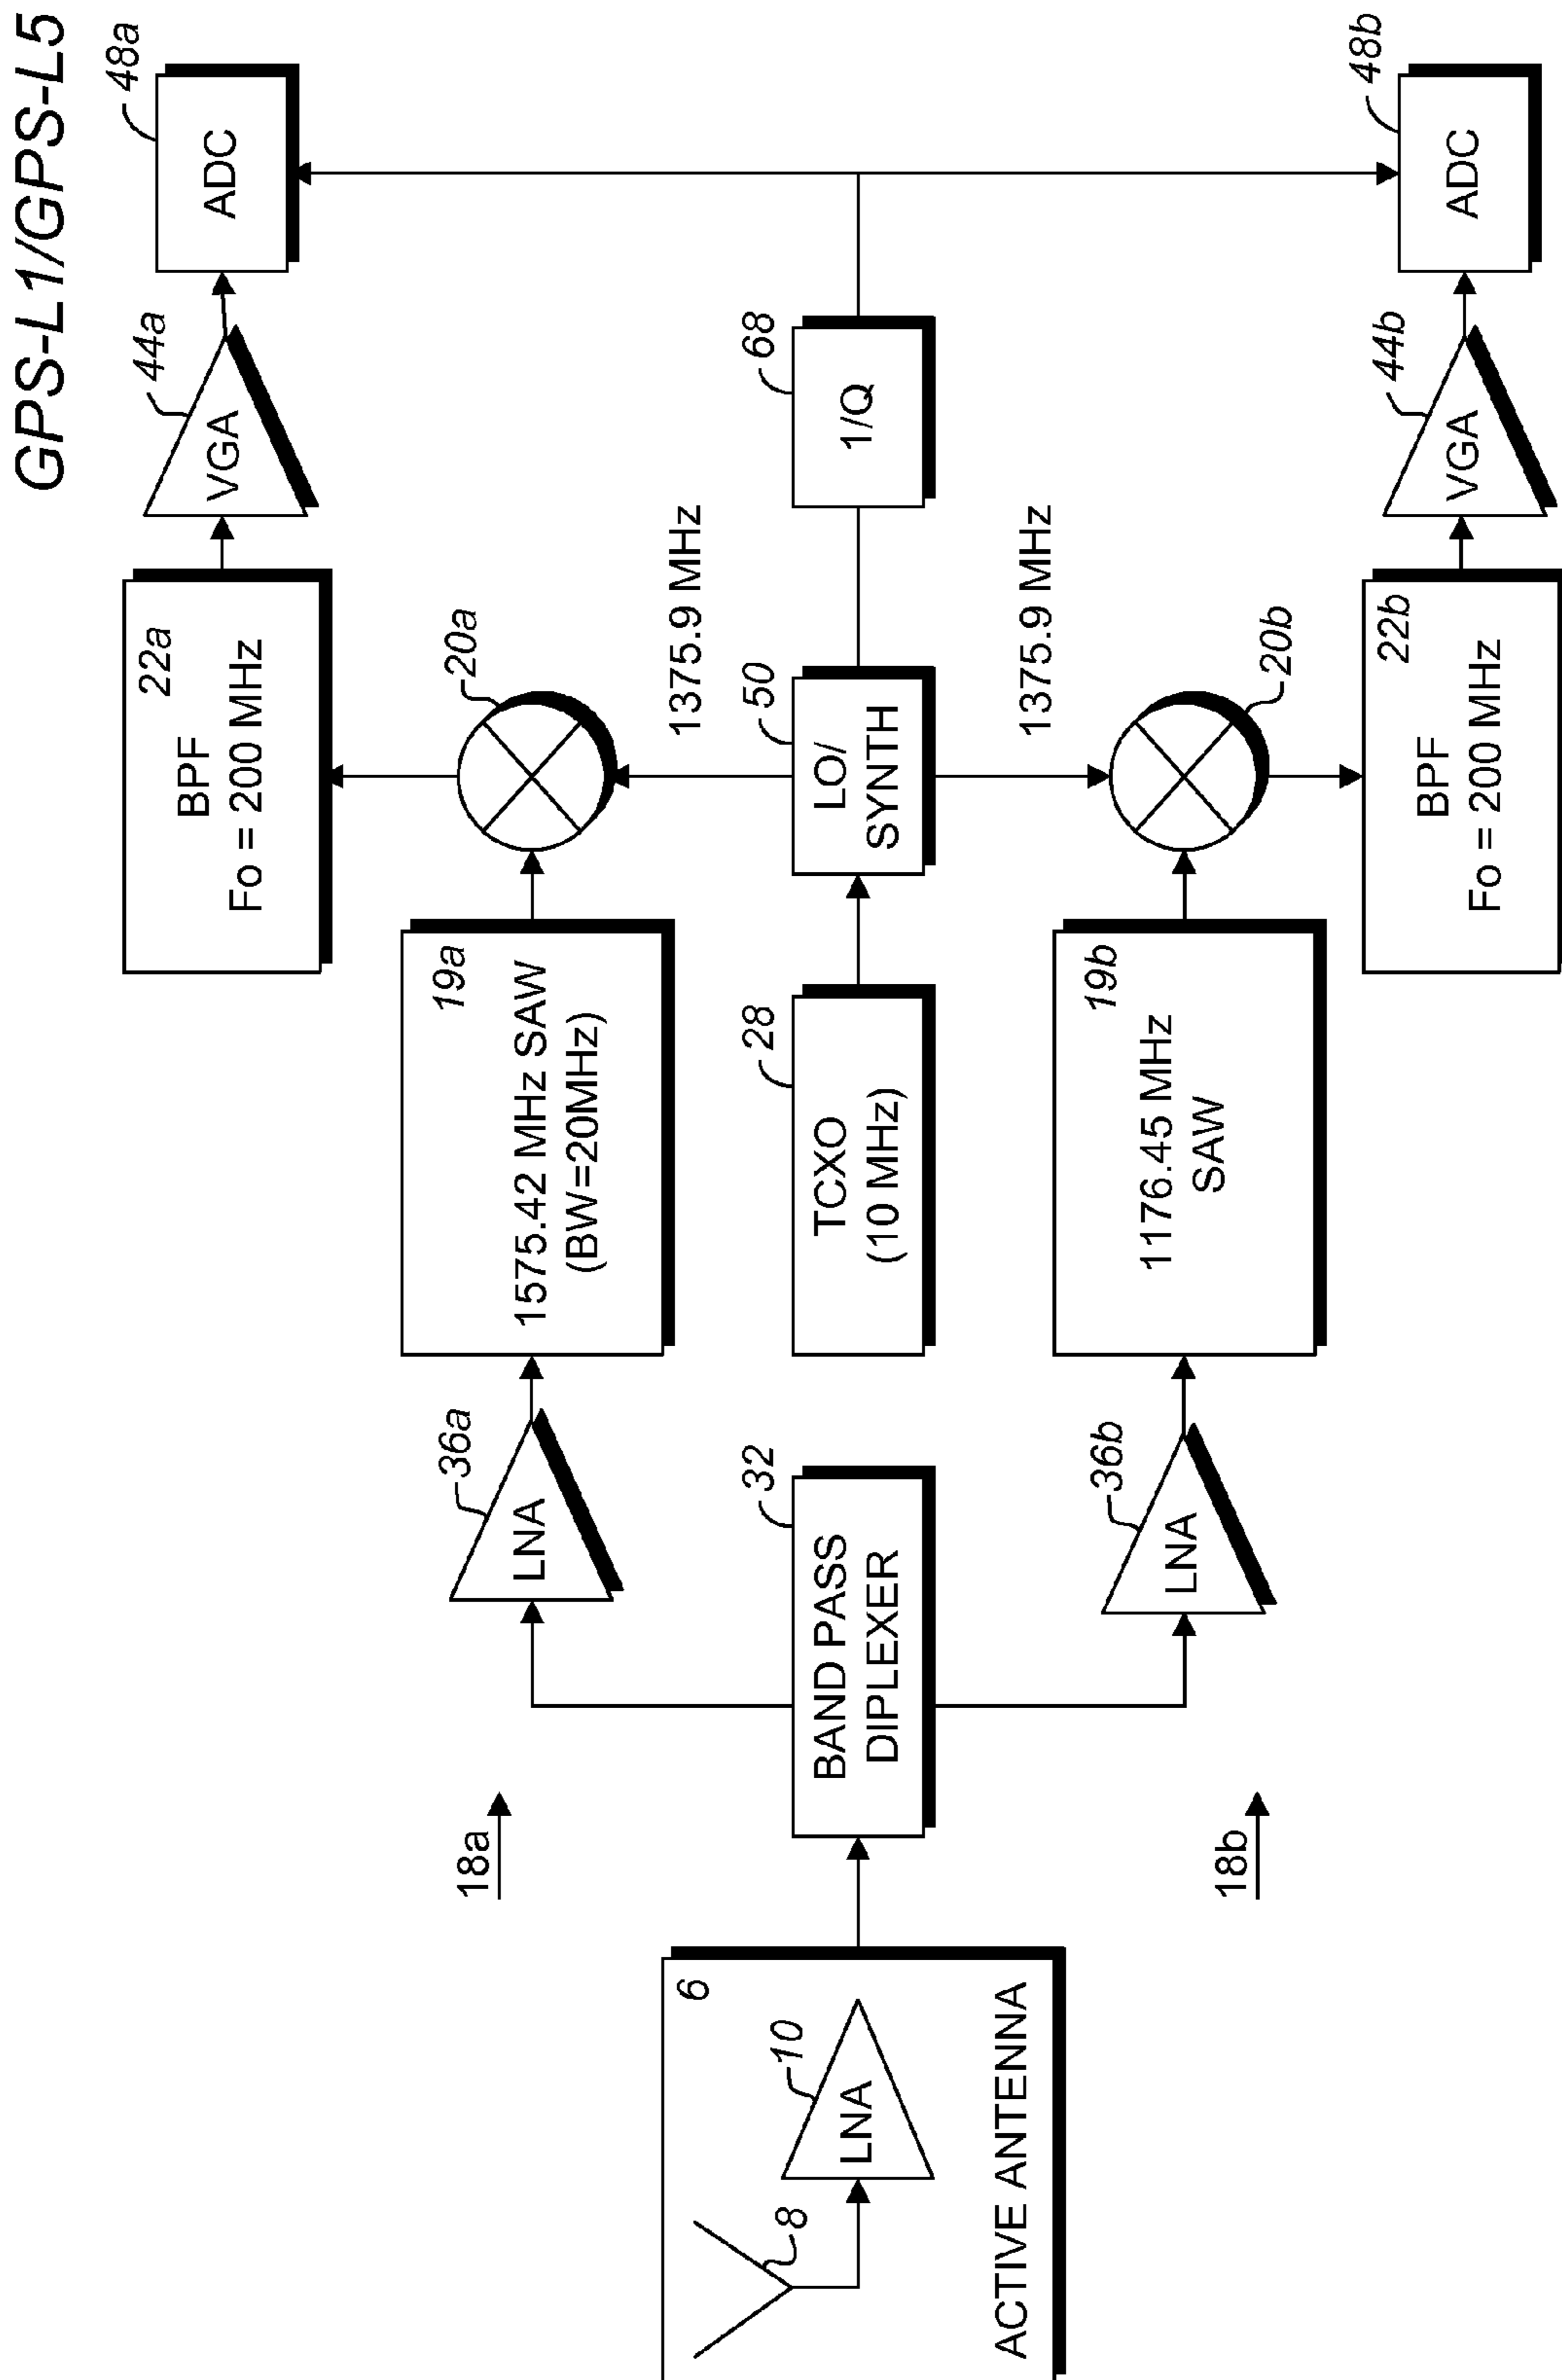 GPS-L1/GPS-L5
6
8
10
LNA
ACTIVE ANTENNA
18a
18b
32
BAND PASS
DIPLEXER
36a
LNA
36b
LNA
19a
1575.42 MHz SAW
(BW=20MHz)
28
TCXO
(10 MHz)
19b
1176.45 MHz
SAW
20a
1375.9 MHz
50
LO/
SYNTH
1375.9 MHz
20b
22a
BPF
Fo = 200 MHz
22b
BPF
Fo = 200 MHz
44a
VGA
68
1/Q
44b
VGA
48a
ADC
48b
ADC